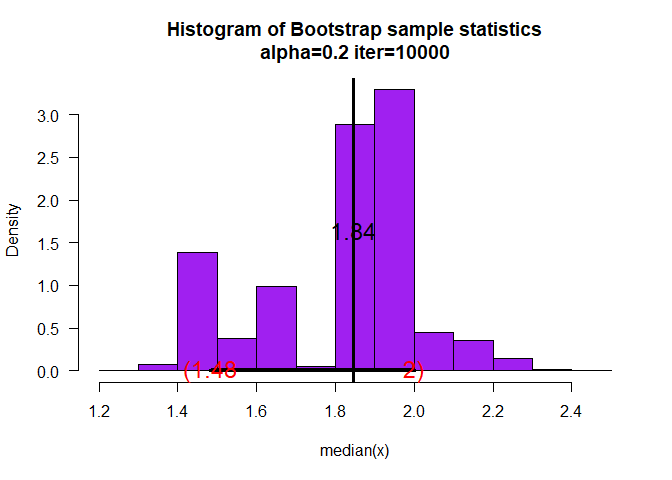 Histogram of Bootstrap sample statistics
alpha=0.2 iter=10000
Density
3.0
2.5
2.0
1.5
1.0
0.5
0.0
1.84
(1.48
2)
1.2 1.4 1.6 1.8 2.0 2.2 2.4
median(x)